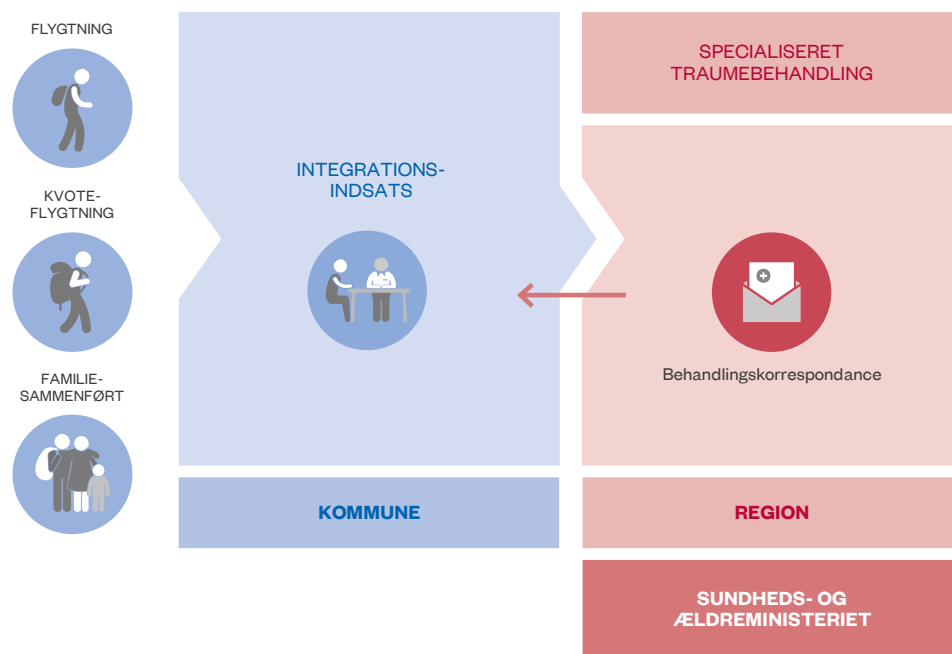 FLYGTNING
KVOTE-
FLYGTNING
FAMILIE-
SAMMENFØRT
INTEGRATIONS-
INDSATS
KOMMUNE
SPECIALISERET
TRAUMEBEHANDLING
Behandlingskorrespondance
REGION
SUNDHEDS- OG
ÆLDREMINISTERIET